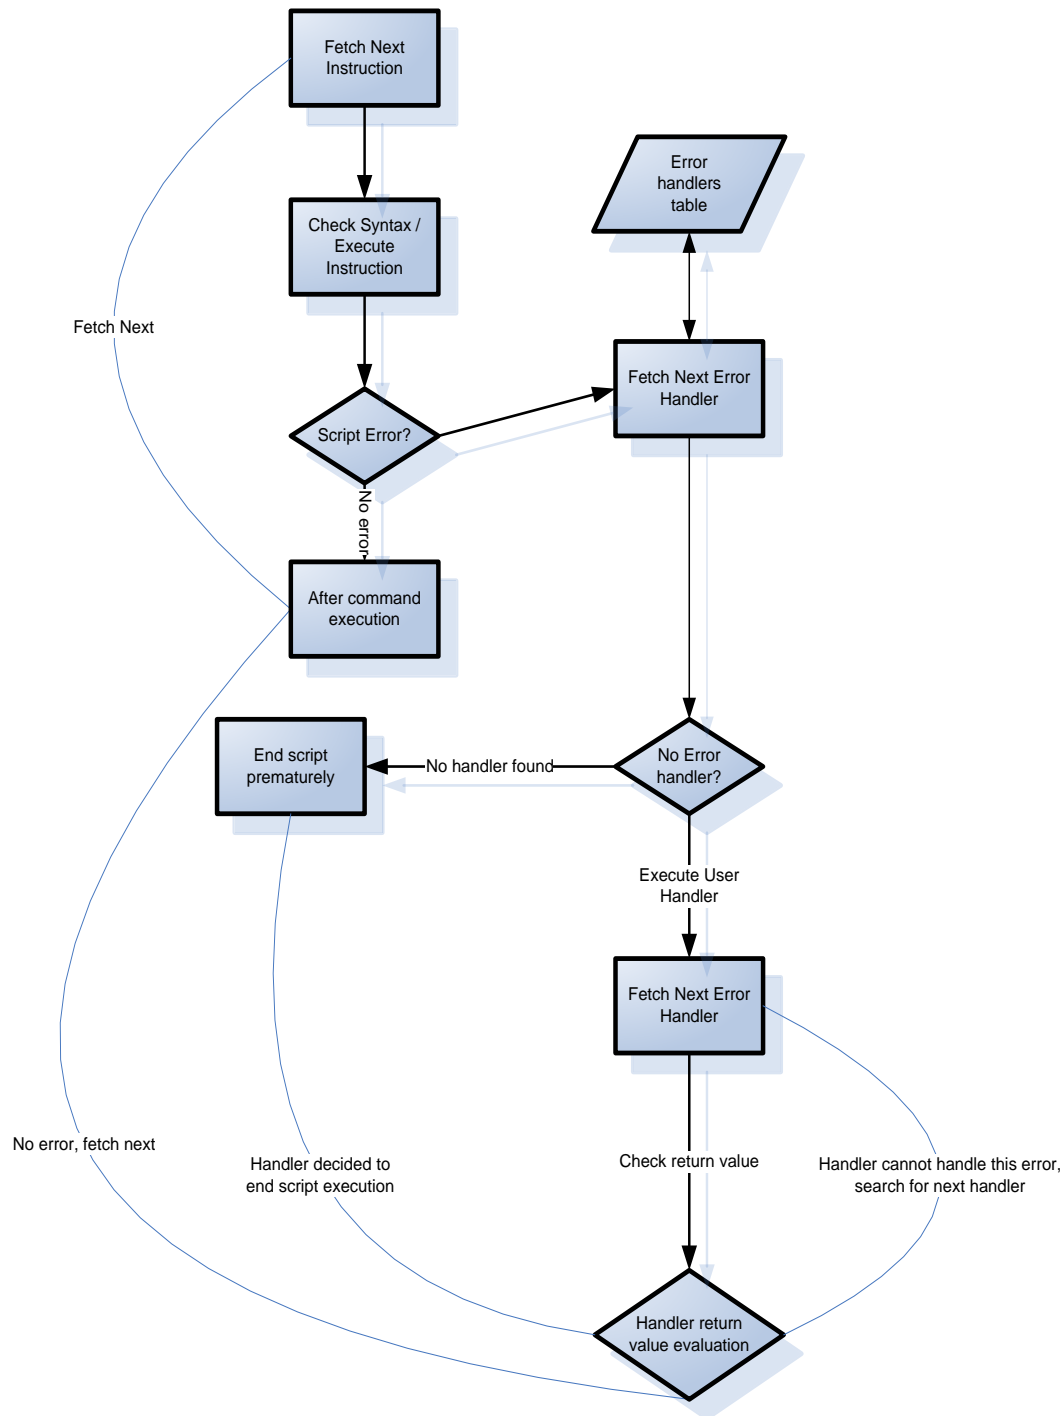 Fetch Next
Instruction
Error
handlers
table
Check Syntax /
Execute
Instruction
Fetch Next
Fetch Next Error
Handler
Script Error?
No error
After command
execution
End script
prematurely
No handler found
No Error
handler?
Execute User
Handler
Fetch Next Error
Handler
No error, fetch next
Handler decided to
end script execution
Check return value
Handler cannot handle this error,
search for next handler
Handler return
value evaluation